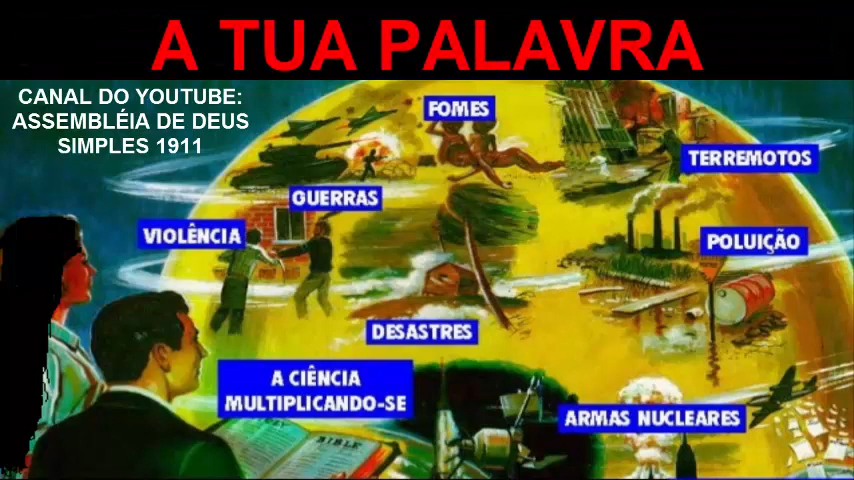 A TUA PALAVRA
CANAL DO YOUTUBE:
ASSEMBLÉIA DE DEUS
SIMPLES 1911
FOMES
TERREMOTOS
GUERRAS
VIOLÊNCIA
POLUIÇÃO
DESASTRES
A CIÊNCIA
MULTIPLICANDO-SE
ARMAS NUCLEARES
BIBLE